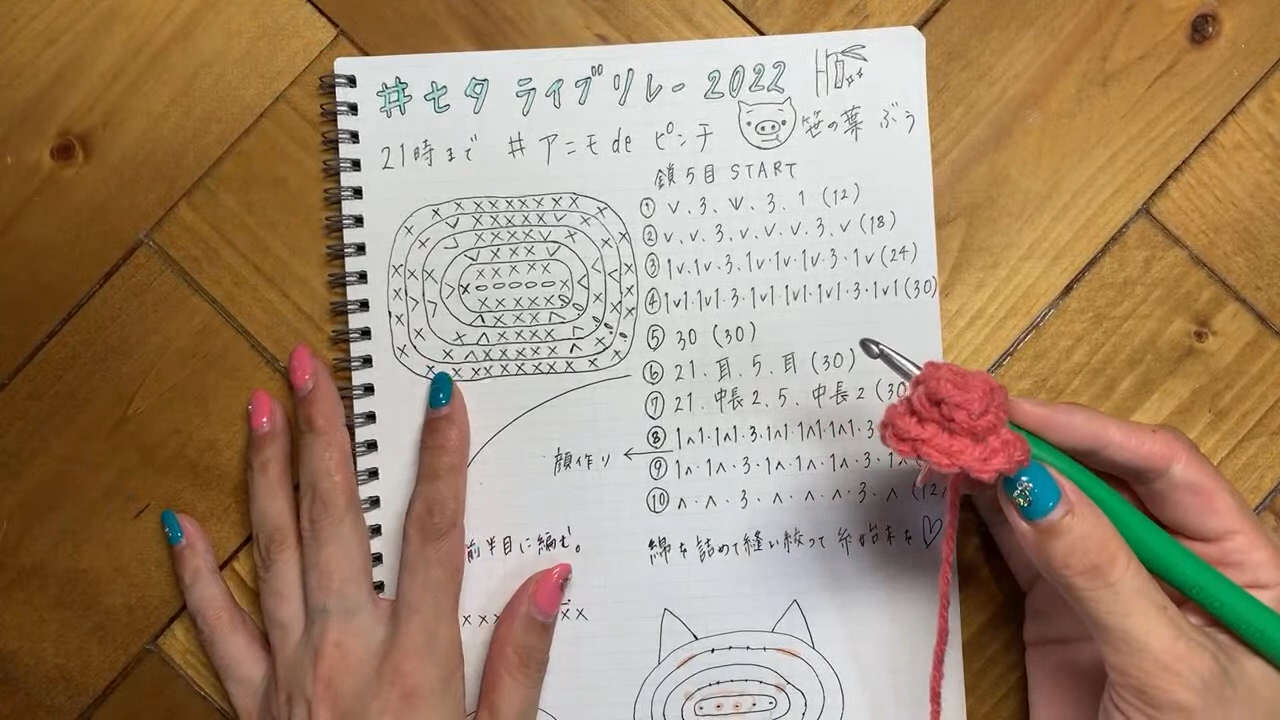 #七夕 ライブリレー 2022
21時まで #アニモdeピンチ 笹の葉 ぶぅ
鎖5目 START
① V. 3. W. 3. 1 (12)
② V. V. 3. V. V. V. 3. V (18)
③ 1V. 1V. 3. 1V. 1V. 1V. 3. 1V (24)
④ 1V1. 1V1. 3. 1V1. 1V1. 1V1. 3. 1V1 (30)
⑤ 30 (30)
⑥ 21. 耳. 5. 耳 (30)
⑦ 21. 中長2. 5. 中長2 (30
⑧ 1∧1. 1∧1. 3. 1∧1. 1∧1. 1∧1. 3
顔作り ← ⑨ 1∧. 1∧. 3. 1∧. 1∧. 1∧. 3. 1∧
⑩ ∧. ∧. 3. ∧. ∧. ∧. 3. ∧ (12)
前半目に編む。
綿を詰めて縫い絞って 糸始末を♡